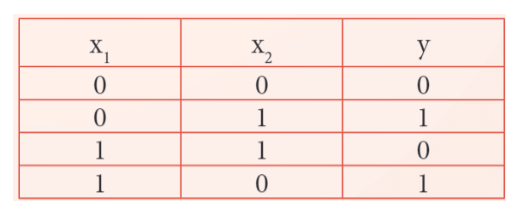 x₁ x₂ y
0 0 0
0 1 1
1 1 0
1 0 1